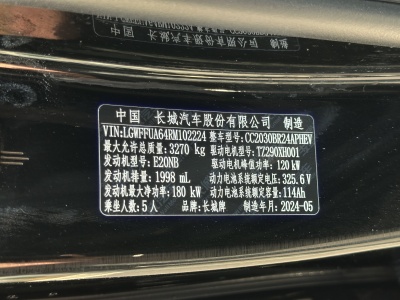 中国 长城汽车股份有限公司 制造
VIN:LGWFFUA64RM102224 整车型号:CC2030BR24APHEV
最大允许总质量: 3270 kg 驱动电机型号: TZ290XH001
发动机型号: E20NB 驱动电机峰值功率: 120 kW
发动机排量: 1998 mL 动力电池系统额定电压: 325.6 V
发动机最大净功率: 180 kW 动力电池系统额定容量: 114Ah
乘坐人数: 5 人 品牌: 长城牌 制造年月: 2024-05